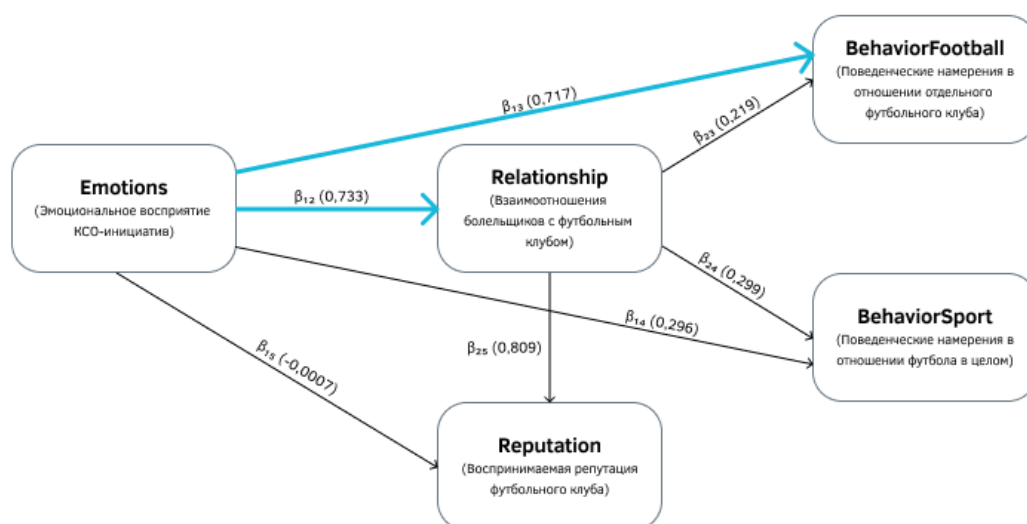 BehaviorFootball
(Поведенческие намерения в
отношении отдельного
футбольного клуба)
β₁₃ (0,717)
β₂₃ (0,219)
Emotions
(Эмоциональное восприятие
КСО-инициатив)
β₁₂ (0,733)
Relationship
(Взаимоотношения
болельщиков с футбольным
клубом)
β₂₄ (0,299)
BehaviorSport
(Поведенческие намерения в
отношении футбола в целом)
β₁₄ (0,296)
β₁₅ (-0,0007)
β₂₅ (0,809)
Reputation
(Воспринимаемая репутация
футбольного клуба)